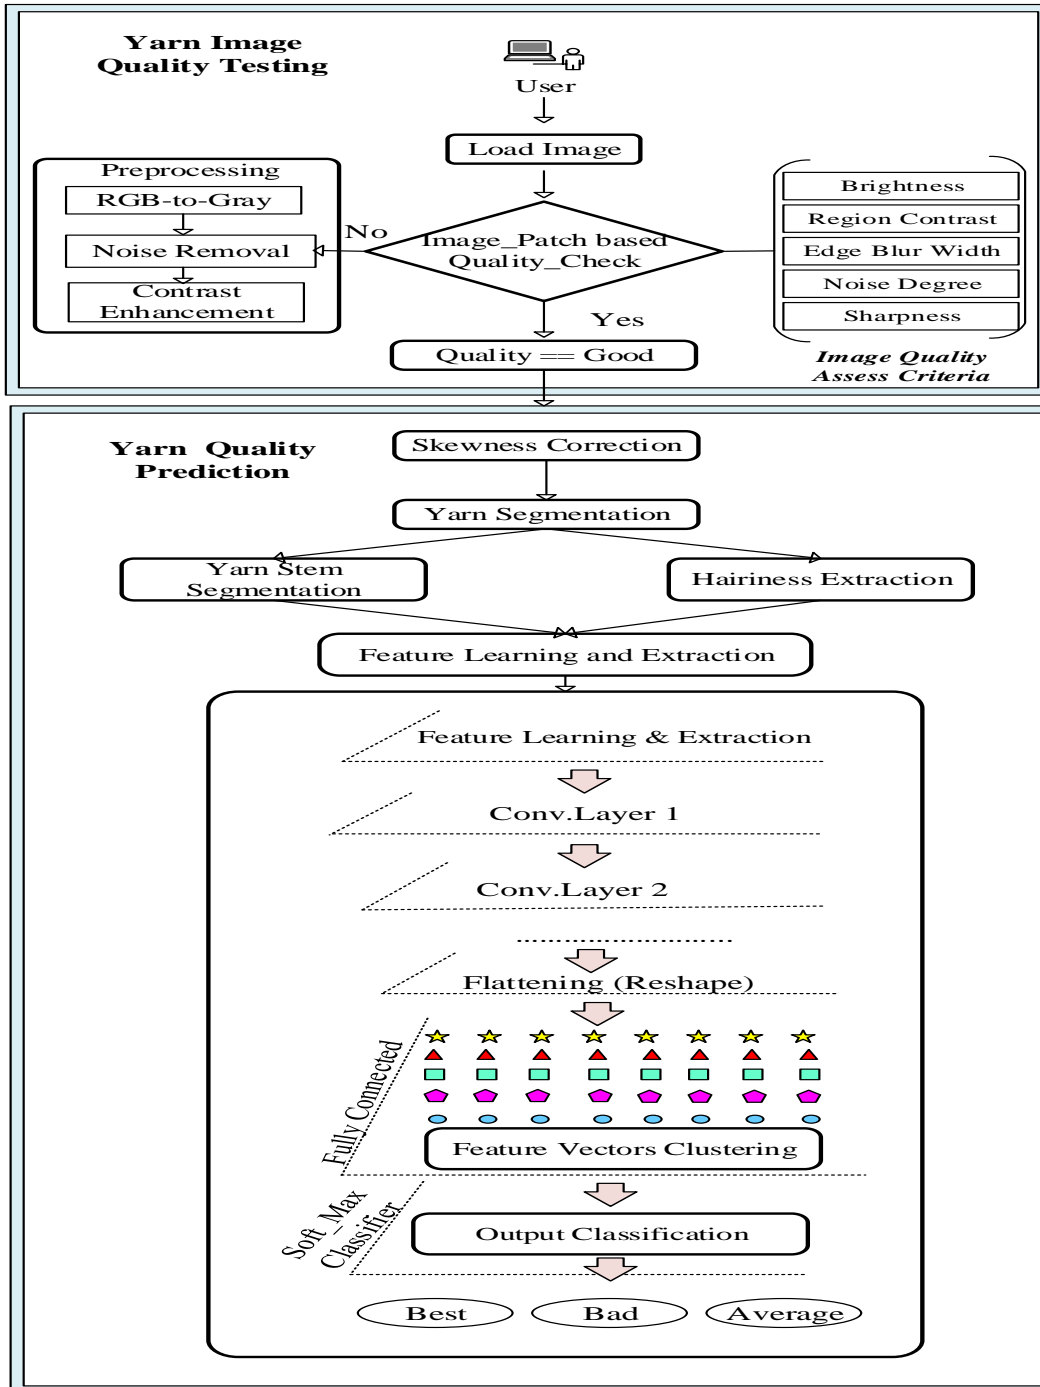 Yarn Image
Quality Testing
User
Load Image
Preprocessing
RGB-to-Gray
Noise Removal
Contrast
Enhancement
No
Image_Patch based
Quality_Check
Yes
Quality == Good
Brightness
Region Contrast
Edge Blur Width
Noise Degree
Sharpness
Image Quality
Assess Criteria
Yarn Quality
Prediction
Skewness Correction
Yarn Segmentation
Yarn Stem
Segmentation
Hairiness Extraction
Feature Learning and Extraction
Feature Learning & Extraction
Conv.Layer 1
Conv.Layer 2
Flattening (Reshape)
Fully Connected
Feature Vectors Clustering
Soft_Max
Classifier
Output Classification
Best
Bad
Average